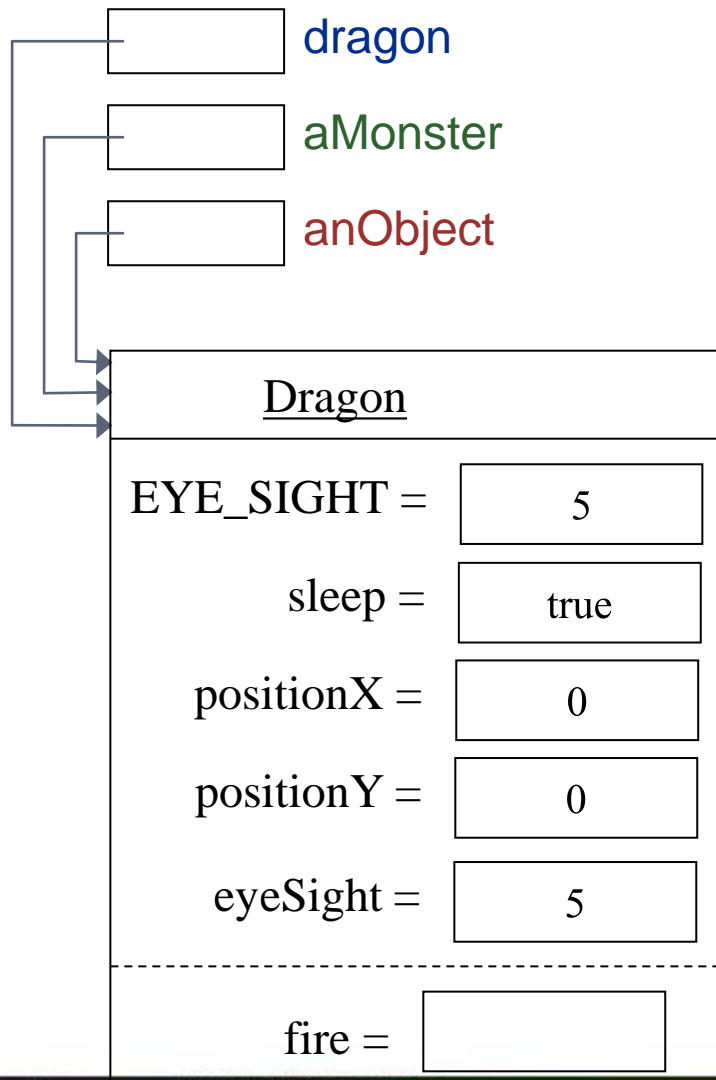 dragon
aMonster
anObject
Dragon
EYE_SIGHT = 5
sleep = true
positionX = 0
positionY = 0
eyeSight = 5
fire =